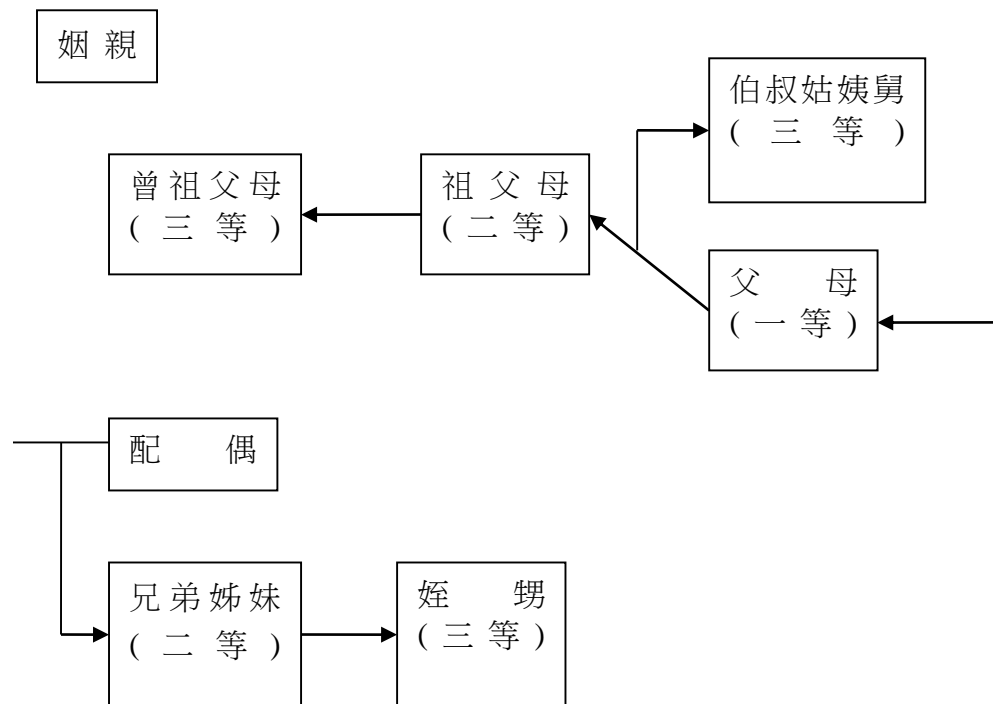 姻親
伯叔姑姨舅
(三等)
曾祖父母
(三等)
祖父母
(二等)
父母
(一等)
配偶
兄弟姊妹
(二等)
姪甥
(三等)